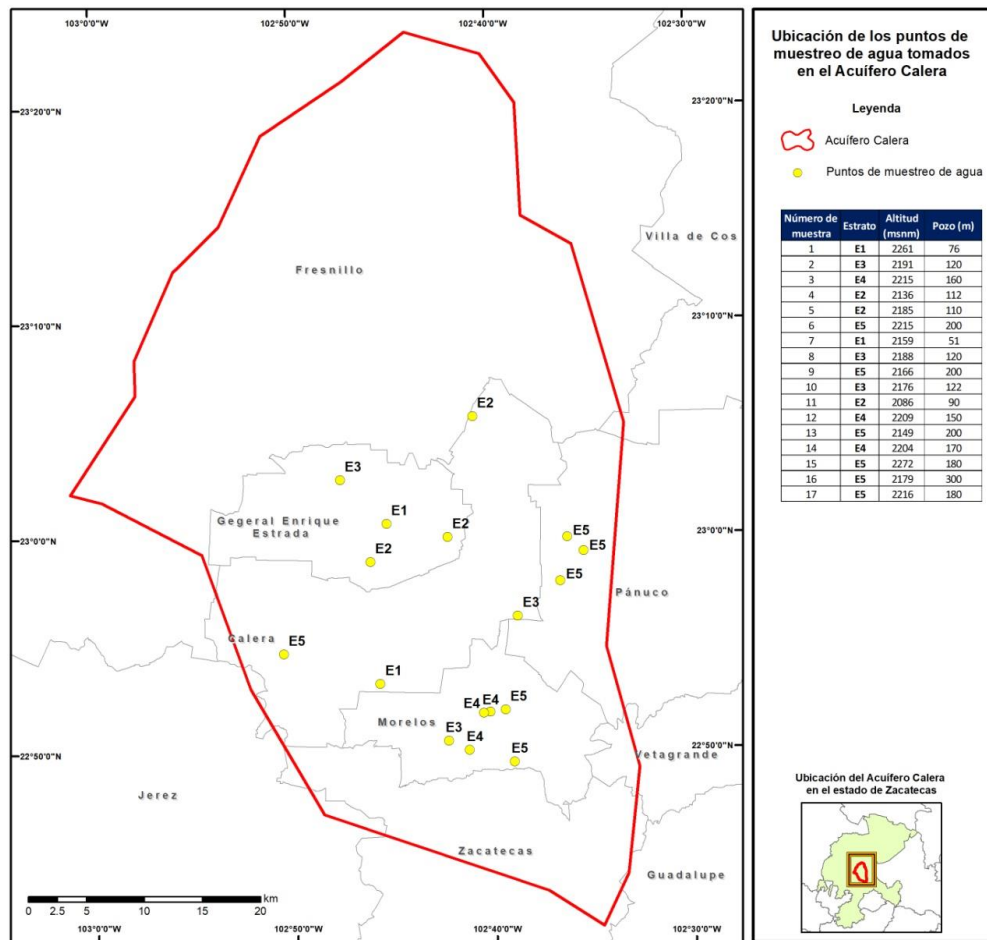 103°0'0"W 102°50'0"W 102°40'0"W 102°30'0"W
23°20'0"N 23°20'0"N
Villa de Cos
Fresnillo
23°10'0"N 23°10'0"N
E2
E3
E1
Gegeral Enrique
Estrada
E2
E2
E5
E5
23°0'0"N 23°0'0"N
E5
Pánuco
E3
Calera
E5
E1
E4 E4 E5
Morelos
E3
E4
E5
22°50'0"N 22°50'0"N
Vetagrande
Jerez
Zacatecas
Guadalupe
km
0 2.5 5 10 15 20
103°0'0"W 102°50'0"W 102°40'0"W 102°30'0"W
Ubicación de los puntos de
muestreo de agua tomados
en el Acuífero Calera
Leyenda
Acuífero Calera
Puntos de muestreo de agua
Número de muestra Estrato Altitud (msnm) Pozo (m)
1 E1 2261 76
2 E3 2191 120
3 E4 2215 160
4 E2 2136 112
5 E2 2185 110
6 E5 2215 200
7 E1 2159 51
8 E3 2188 120
9 E5 2166 200
10 E3 2176 122
11 E2 2086 90
12 E4 2209 150
13 E5 2149 200
14 E4 2204 170
15 E5 2272 180
16 E5 2179 300
17 E5 2216 180
Ubicación del Acuífero Calera
en el estado de Zacatecas